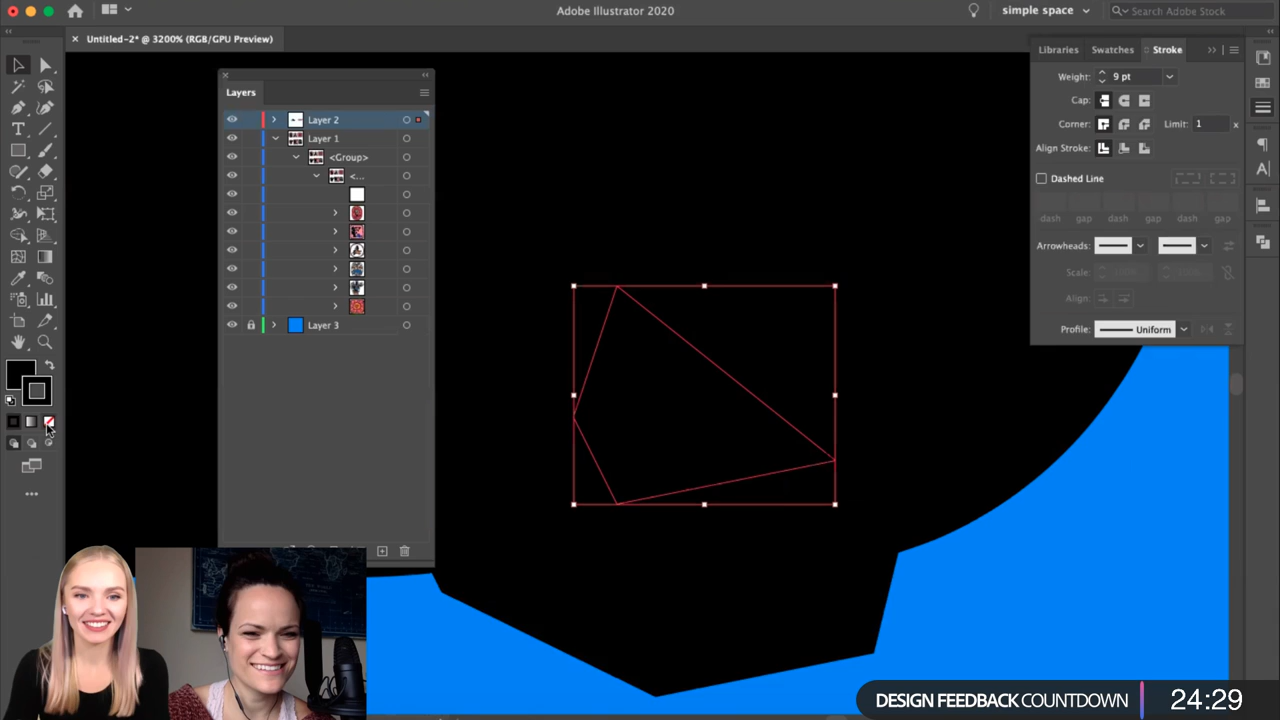 Adobe Illustrator 2020
simple space
Search Adobe Stock
× Untitled-2* @ 3200% (RGB/GPU Preview)
Layers
Layer 2
Layer 1
<Group>
<...
Layer 3
Libraries
Swatches
Stroke
Weight: 9 pt
Cap:
Corner: Limit: 1 x
Align Stroke:
Dashed Line
dash gap dash gap dash gap
Arrowheads:
Scale: 100% 100%
Align:
Profile: Uniform
DESIGN FEEDBACK COUNTDOWN 24:29